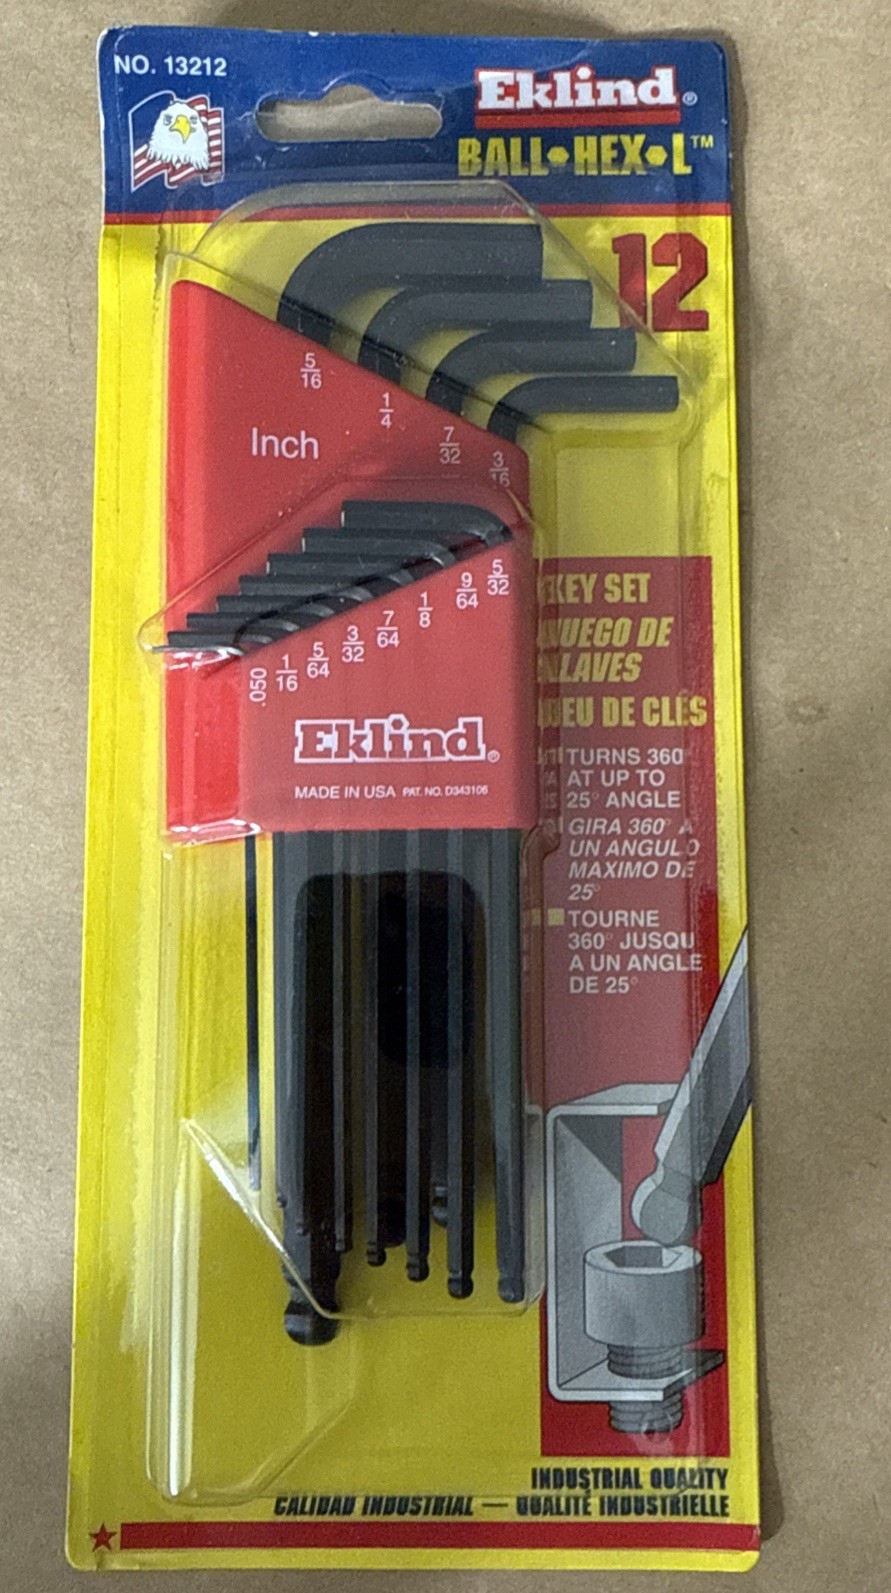 NO. 13212
Eklind®
BALL•HEX•L™
12
5/16
1/4
7/32
3/16
Inch
5/32
9/64
1/8
7/64
3/32
5/64
1/16
.050
Eklind®
MADE IN USA PAT. NO. D343106
KEY SET
JUEGO DE
LLAVES
JEU DE CLÉS
TURNS 360°
AT UP TO
25° ANGLE
GIRA 360° A
UN ANGULO
MAXIMO DE
25°
TOURNE
360° JUSQU
A UN ANGLE
DE 25°
INDUSTRIAL QUALITY
CALIDAD INDUSTRIAL — QUALITÉ INDUSTRIELLE